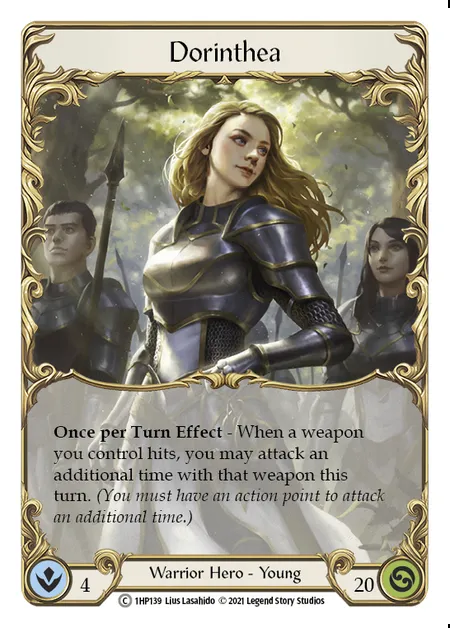 Dorinthea
Once per Turn Effect - When a weapon
you control hits, you may attack an
additional time with that weapon this
turn. (You must have an action point to attack
an additional time.)
4
Warrior Hero - Young
20
C 1HP139 Lius Lasahido © 2021 Legend Story Studios